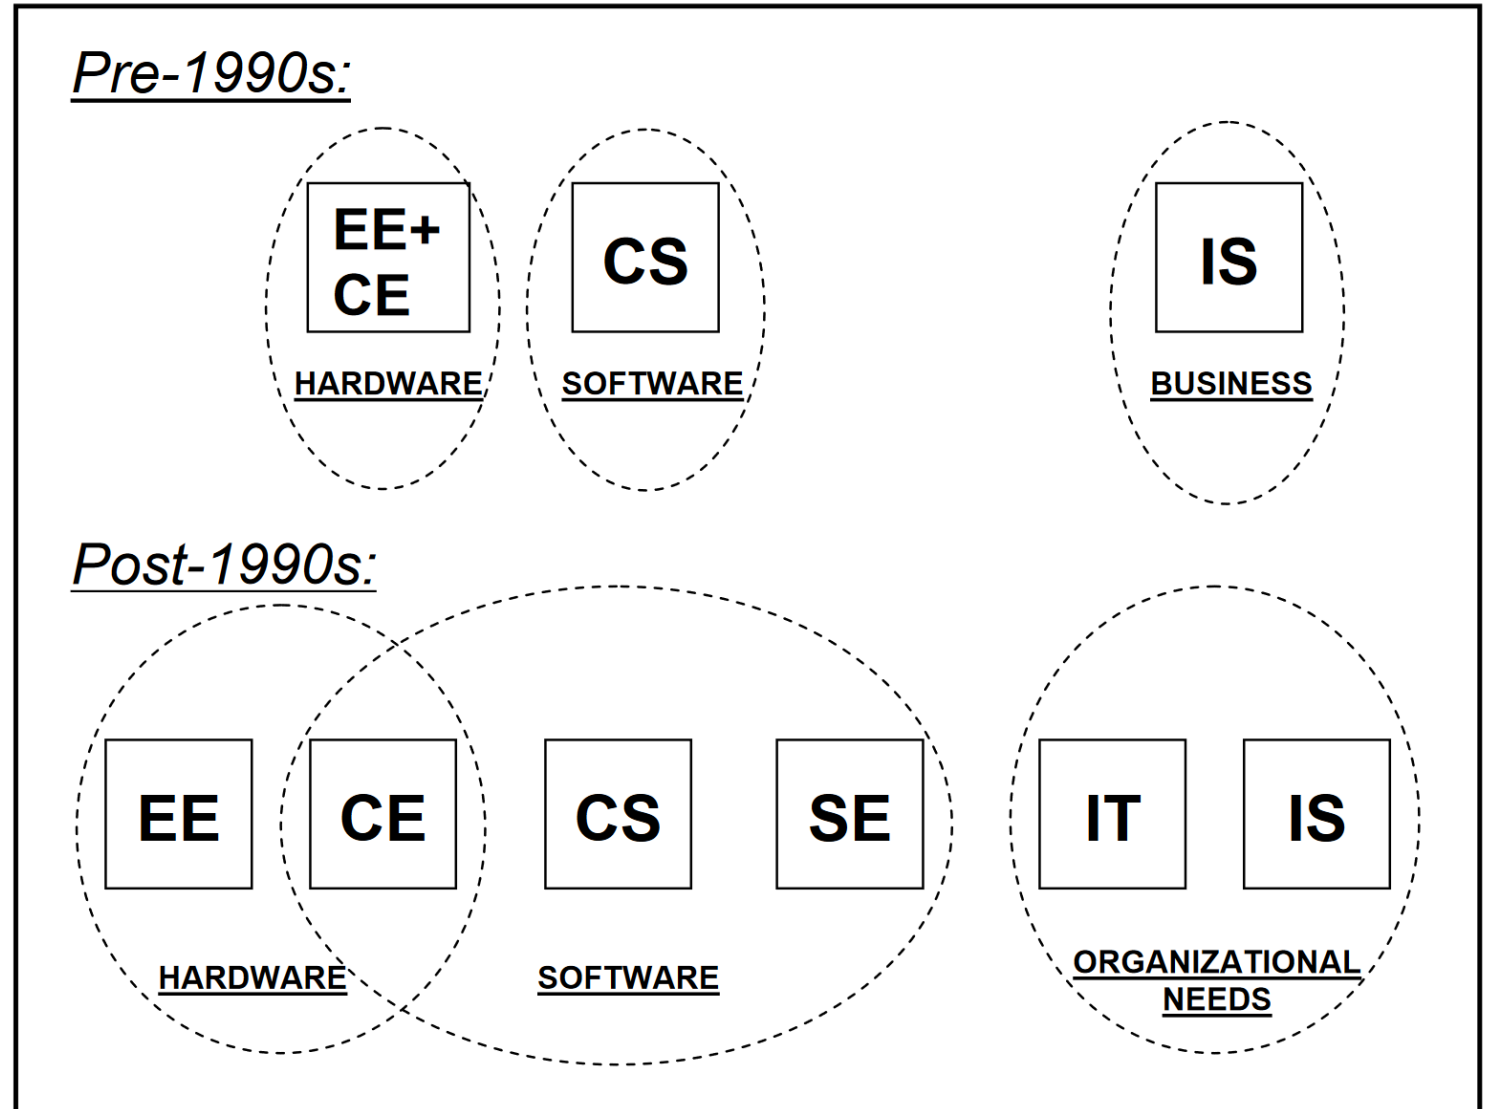 Pre-1990s:
EE+
CE
CS
IS
HARDWARE
SOFTWARE
BUSINESS
Post-1990s:
EE
CE
CS
SE
IT
IS
HARDWARE
SOFTWARE
ORGANIZATIONAL
NEEDS